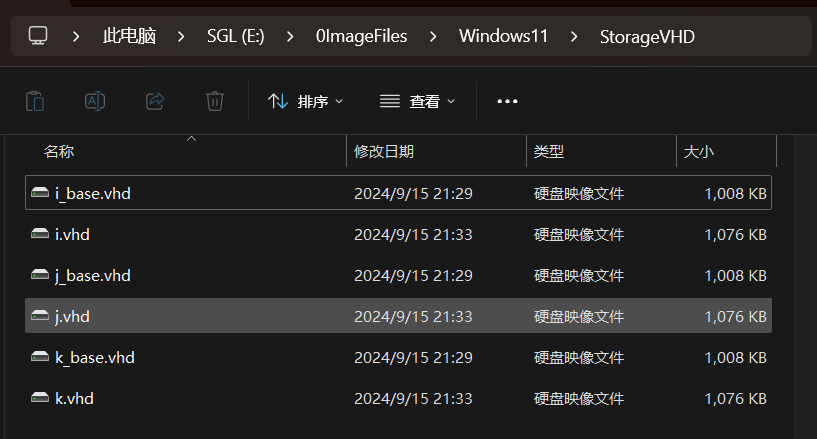 此电脑 > SGL (E:) > 0ImageFiles > Windows11 > StorageVHD
排序 查看
名称 修改日期 类型 大小
i_base.vhd 2024/9/15 21:29 硬盘映像文件 1,008 KB
i.vhd 2024/9/15 21:33 硬盘映像文件 1,076 KB
j_base.vhd 2024/9/15 21:29 硬盘映像文件 1,008 KB
j.vhd 2024/9/15 21:33 硬盘映像文件 1,076 KB
k_base.vhd 2024/9/15 21:29 硬盘映像文件 1,008 KB
k.vhd 2024/9/15 21:33 硬盘映像文件 1,076 KB